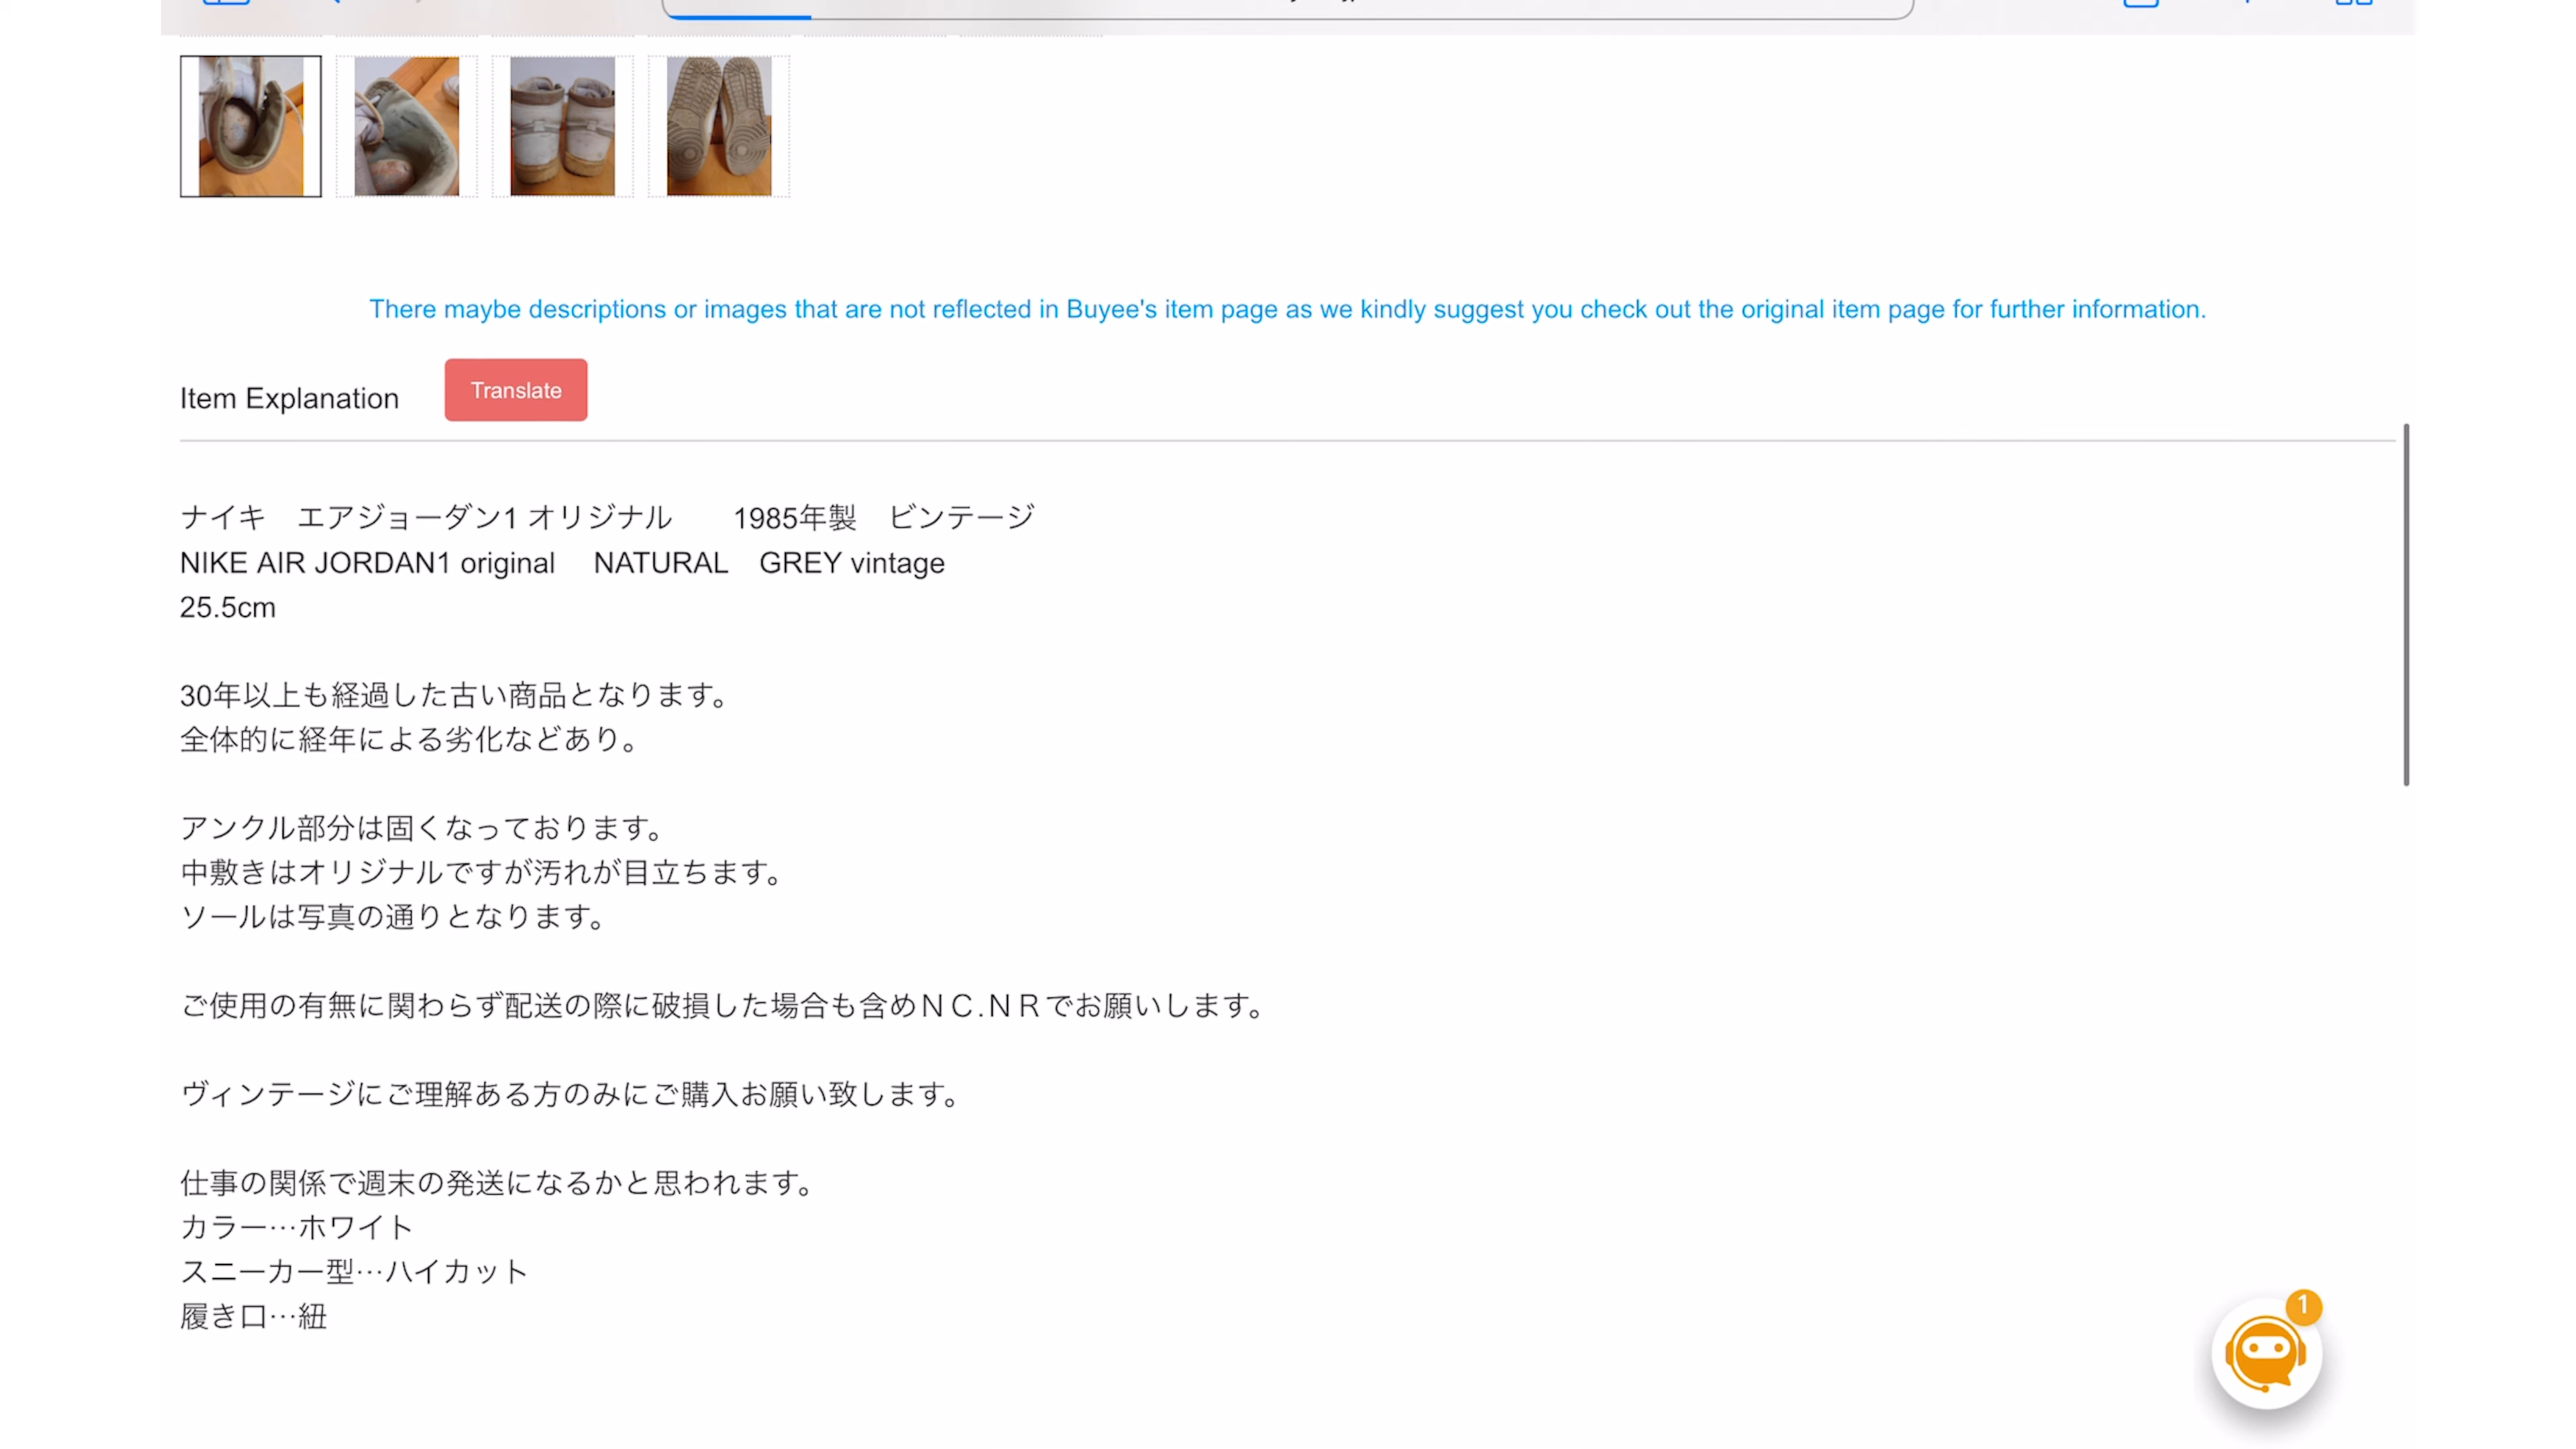 There maybe descriptions or images that are not reflected in Buyee's item page as we kindly suggest you check out the original item page for further information.
Item Explanation
Translate
ナイキ　エアジョーダン1 オリジナル　　1985年製　ビンテージ
NIKE AIR JORDAN1 original　NATURAL　GREY vintage
25.5cm
30年以上も経過した古い商品となります。
全体的に経年による劣化などあり。
アンクル部分は固くなっております。
中敷きはオリジナルですが汚れが目立ちます。
ソールは写真の通りとなります。
ご使用の有無に関わらず配送の際に破損した場合も含めＮＣ.ＮＲでお願いします。
ヴィンテージにご理解ある方のみにご購入お願い致します。
仕事の関係で週末の発送になるかと思われます。
カラー…ホワイト
スニーカー型…ハイカット
履き口…紐
1